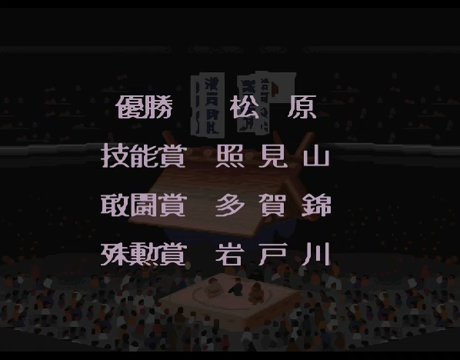 優勝 松原
技能賞 照見山
敢闘賞 多賀錦
殊勲賞 岩戸川